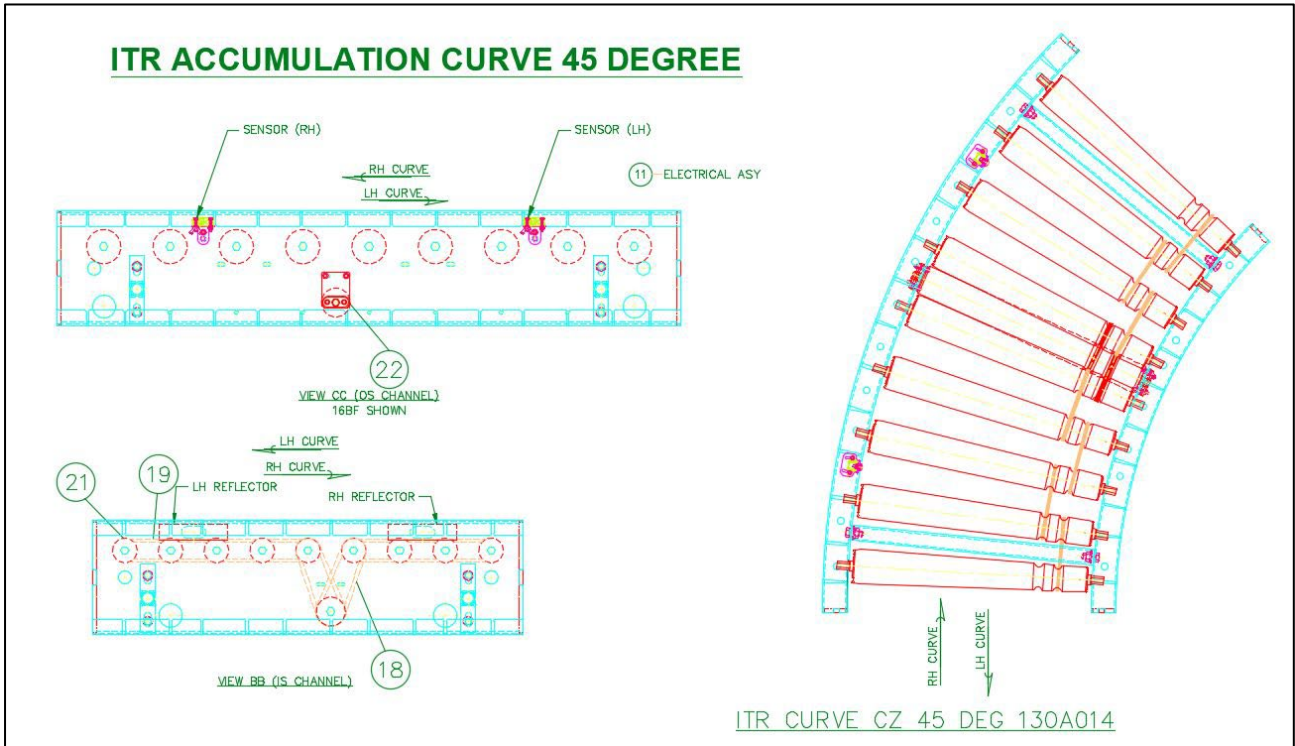 ITR ACCUMULATION CURVE 45 DEGREE
SENSOR (RH)
SENSOR (LH)
RH CURVE
LH CURVE
11 ELECTRICAL ASY
22
VIEW CC (OS CHANNEL)
16BF SHOWN
LH CURVE
RH CURVE
21
19
LH REFLECTOR
RH REFLECTOR
18
VIEW BB (IS CHANNEL)
RH CURVE
LH CURVE
ITR CURVE CZ 45 DEG 130A014